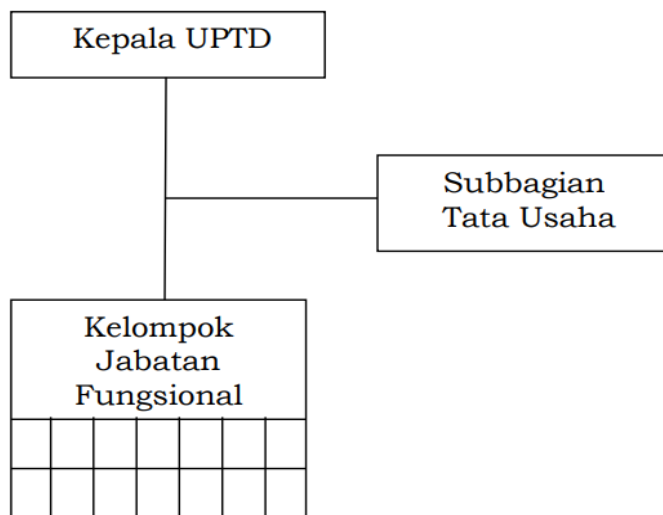 Kepala UPTD
Subbagian
Tata Usaha
Kelompok
Jabatan
Fungsional